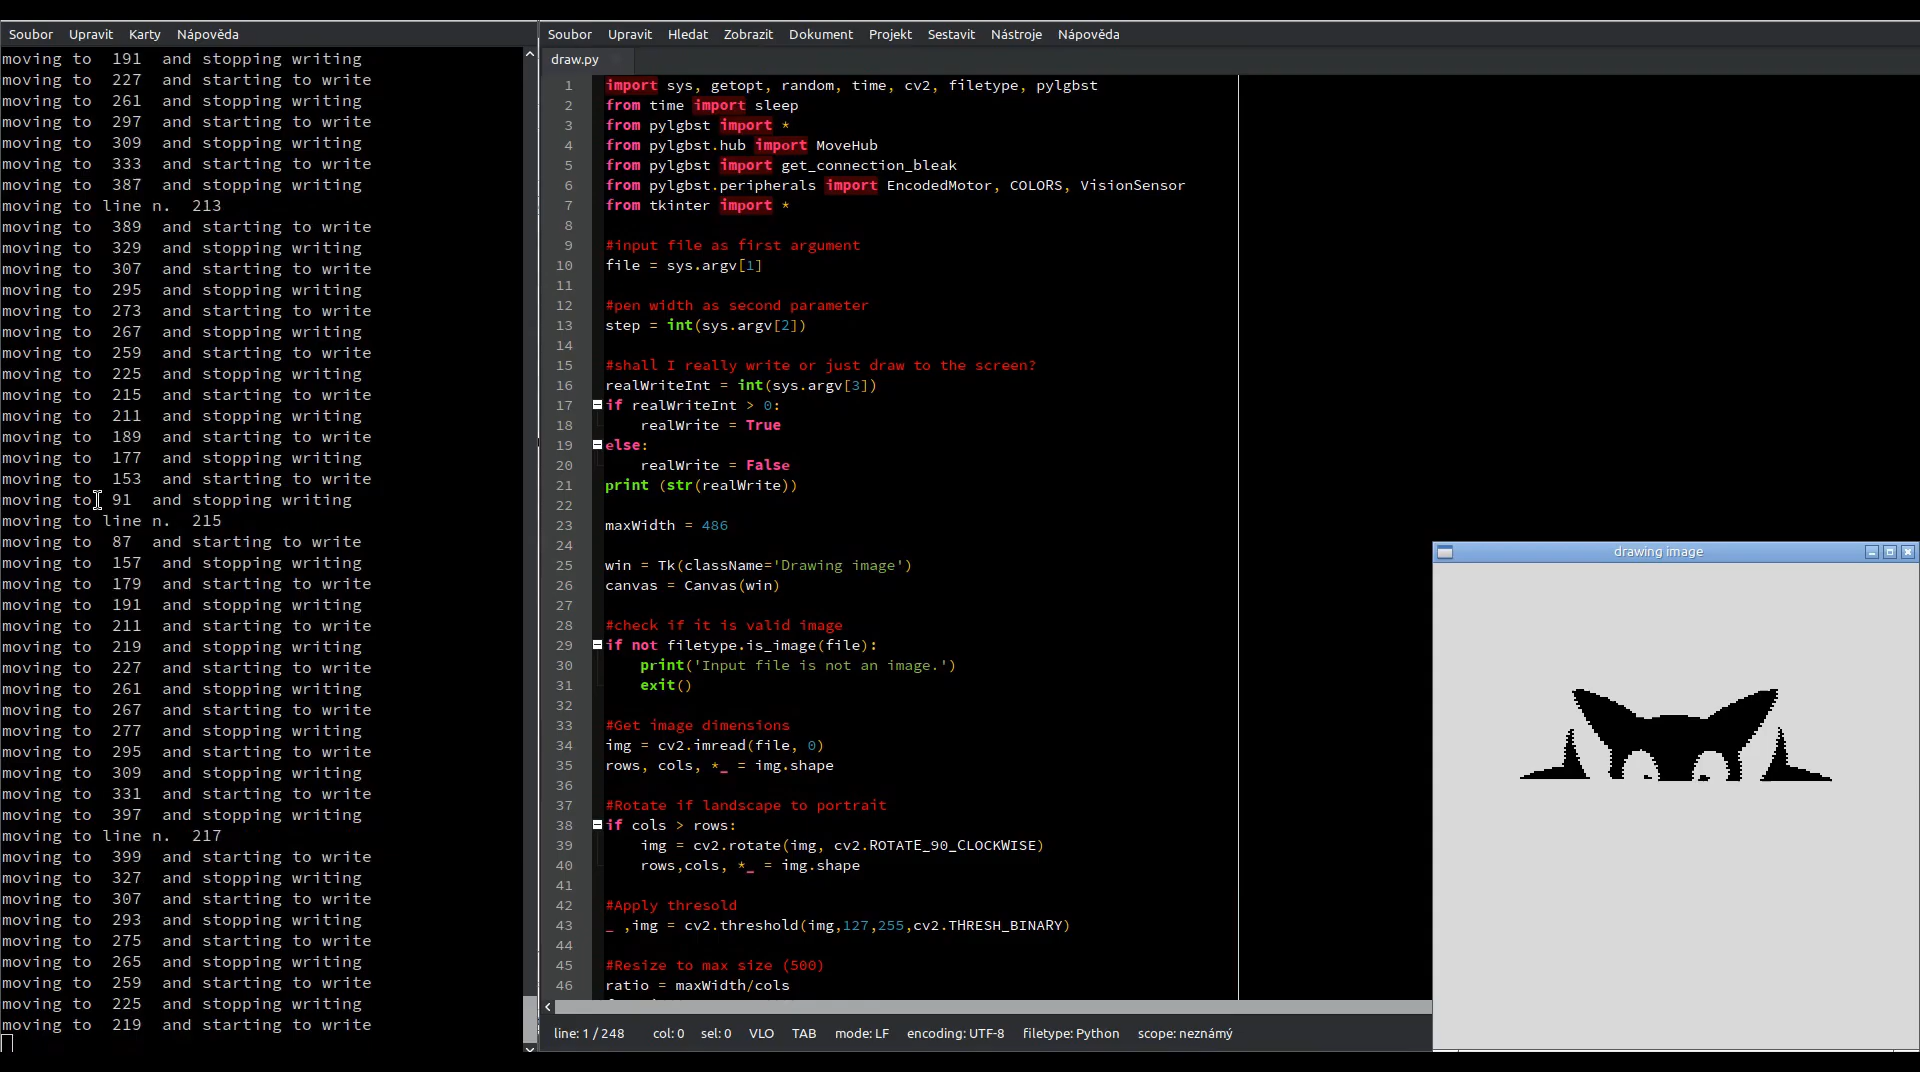 Soubor Upravit Karty Nápověda
moving to  191  and stopping writing
moving to  227  and starting to write
moving to  261  and stopping writing
moving to  297  and starting to write
moving to  309  and stopping writing
moving to  333  and starting to write
moving to  387  and stopping writing
moving to line n.  213
moving to  389  and starting to write
moving to  329  and stopping writing
moving to  307  and starting to write
moving to  295  and stopping writing
moving to  273  and starting to write
moving to  267  and stopping writing
moving to  259  and starting to write
moving to  225  and stopping writing
moving to  215  and starting to write
moving to  211  and stopping writing
moving to  189  and starting to write
moving to  177  and stopping writing
moving to  153  and starting to write
moving to  91  and stopping writing
moving to line n.  215
moving to  87  and starting to write
moving to  157  and stopping writing
moving to  179  and starting to write
moving to  191  and stopping writing
moving to  211  and starting to write
moving to  219  and stopping writing
moving to  227  and starting to write
moving to  261  and stopping writing
moving to  267  and starting to write
moving to  277  and stopping writing
moving to  295  and starting to write
moving to  309  and stopping writing
moving to  331  and starting to write
moving to  397  and stopping writing
moving to line n.  217
moving to  399  and starting to write
moving to  327  and stopping writing
moving to  307  and starting to write
moving to  293  and stopping writing
moving to  275  and starting to write
moving to  265  and stopping writing
moving to  259  and starting to write
moving to  225  and stopping writing
moving to  219  and starting to write
Soubor Upravit Hledat Zobrazit Dokument Projekt Sestavit Nástroje Nápověda
draw.py
1 import sys, getopt, random, time, cv2, filetype, pylgbst
2 from time import sleep
3 from pylgbst import *
4 from pylgbst.hub import MoveHub
5 from pylgbst import get_connection_bleak
6 from pylgbst.peripherals import EncodedMotor, COLORS, VisionSensor
7 from tkinter import *
8
9 #input file as first argument
10 file = sys.argv[1]
11
12 #pen width as second parameter
13 step = int(sys.argv[2])
14
15 #shall I really write or just draw to the screen?
16 realWriteInt = int(sys.argv[3])
17 if realWriteInt > 0:
18     realWrite = True
19 else:
20     realWrite = False
21 print (str(realWrite))
22
23 maxWidth = 486
24
25 win = Tk(className='Drawing image')
26 canvas = Canvas(win)
27
28 #check if it is valid image
29 if not filetype.is_image(file):
30     print('Input file is not an image.')
31     exit()
32
33 #Get image dimensions
34 img = cv2.imread(file, 0)
35 rows, cols, *_ = img.shape
36
37 #Rotate if landscape to portrait
38 if cols > rows:
39     img = cv2.rotate(img, cv2.ROTATE_90_CLOCKWISE)
40     rows,cols, *_ = img.shape
41
42 #Apply thresold
43 _ ,img = cv2.threshold(img,127,255,cv2.THRESH_BINARY)
44
45 #Resize to max size (500)
46 ratio = maxWidth/cols
line: 1 / 248 col: 0 sel: 0 VLO TAB mode: LF encoding: UTF-8 filetype: Python scope: neznámý
drawing image